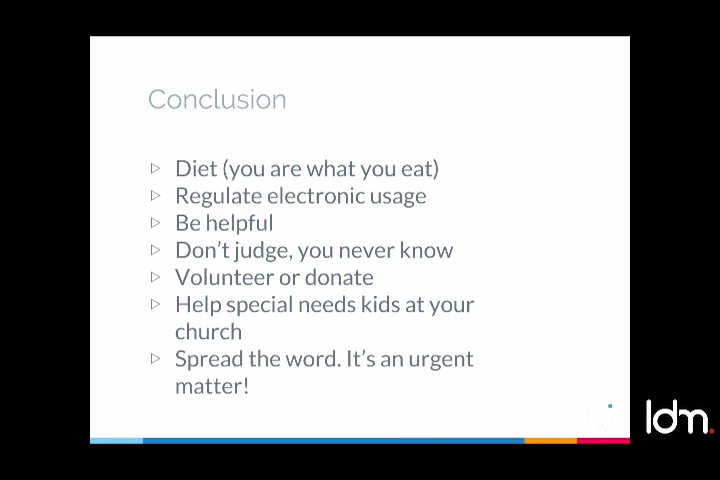 Conclusion
Diet (you are what you eat)
Regulate electronic usage
Be helpful
Don't judge, you never know
Volunteer or donate
Help special needs kids at your
church
Spread the word. It's an urgent
matter!
ldm.